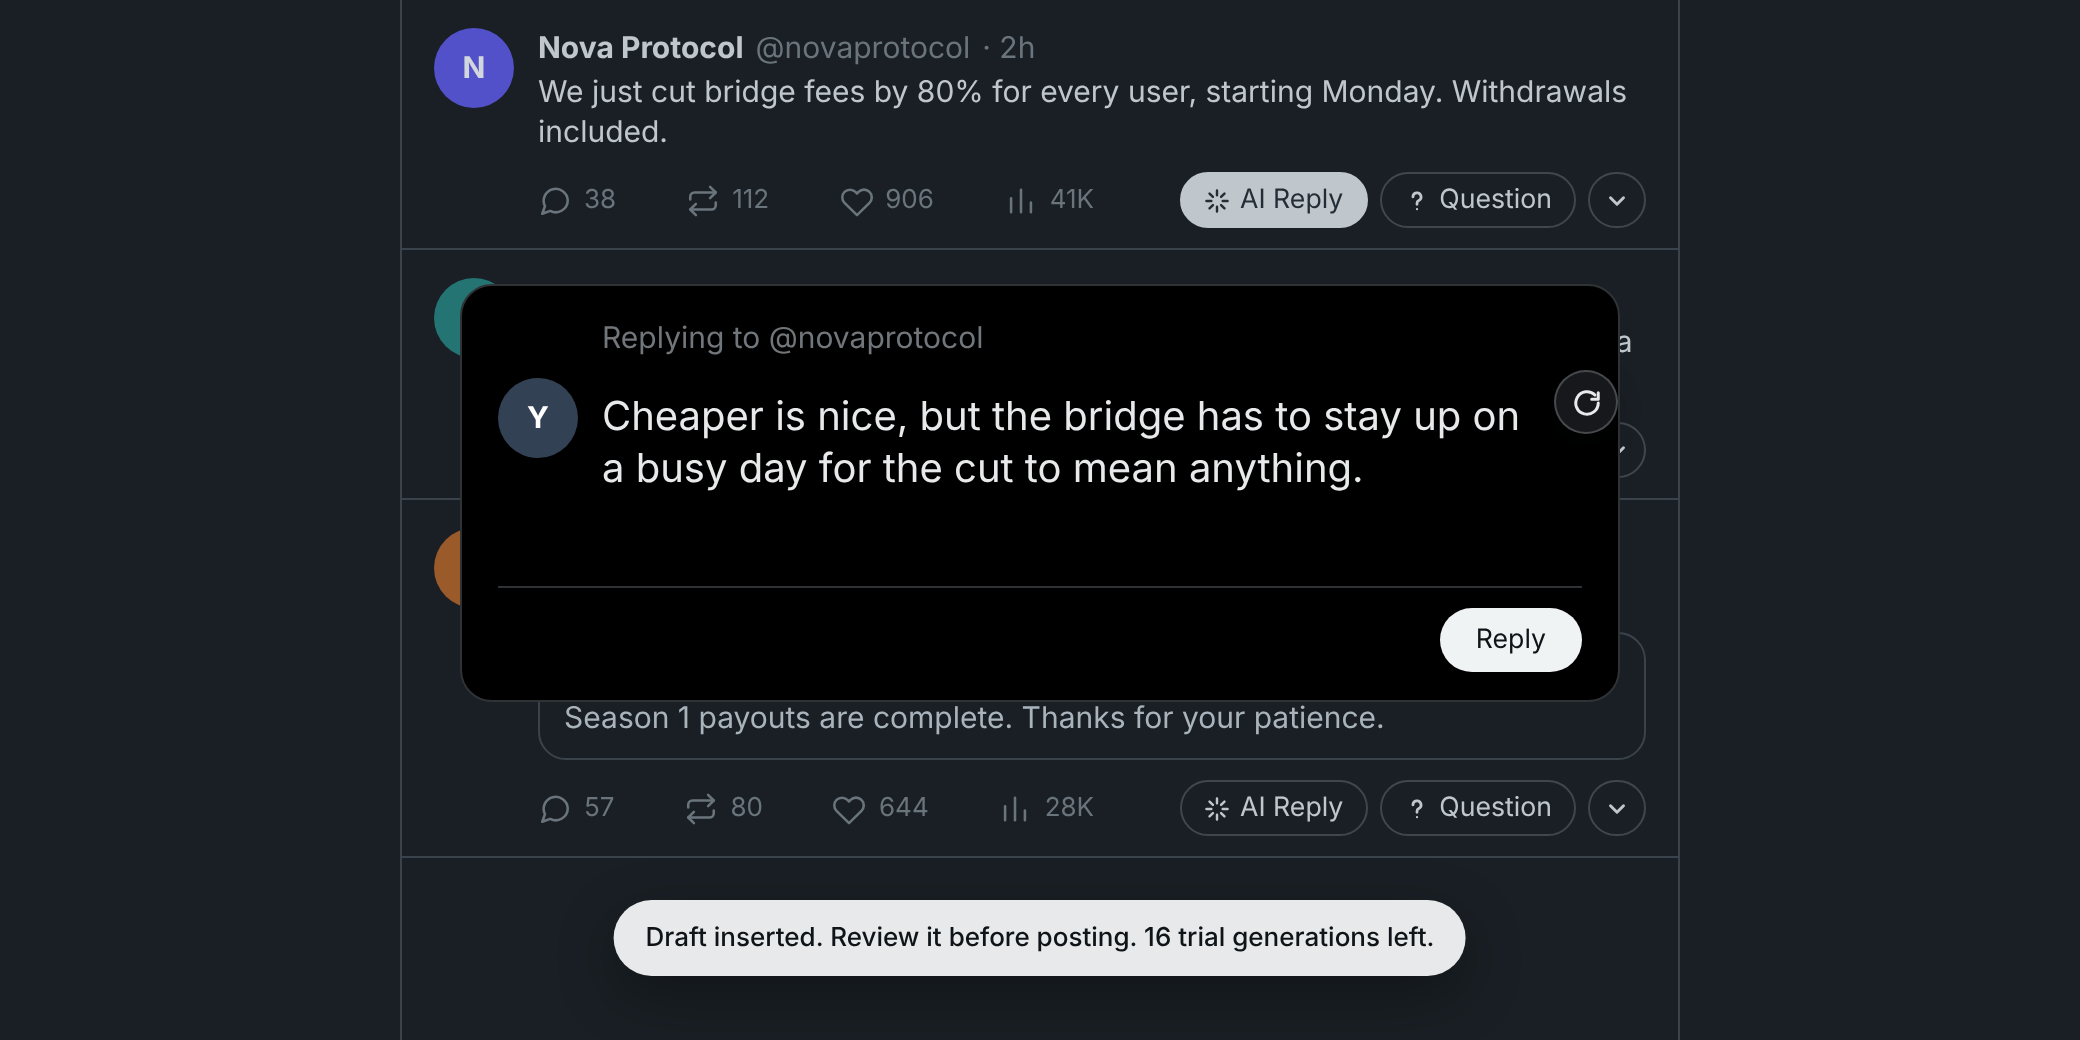 N
Nova Protocol @novaprotocol · 2h
We just cut bridge fees by 80% for every user, starting Monday. Withdrawals
included.
38 112 906 41K AI Reply ? Question
a
Replying to @novaprotocol
Y
Cheaper is nice, but the bridge has to stay up on
a busy day for the cut to mean anything.
Reply
Season 1 payouts are complete. Thanks for your patience.
57 80 644 28K AI Reply ? Question
Draft inserted. Review it before posting. 16 trial generations left.